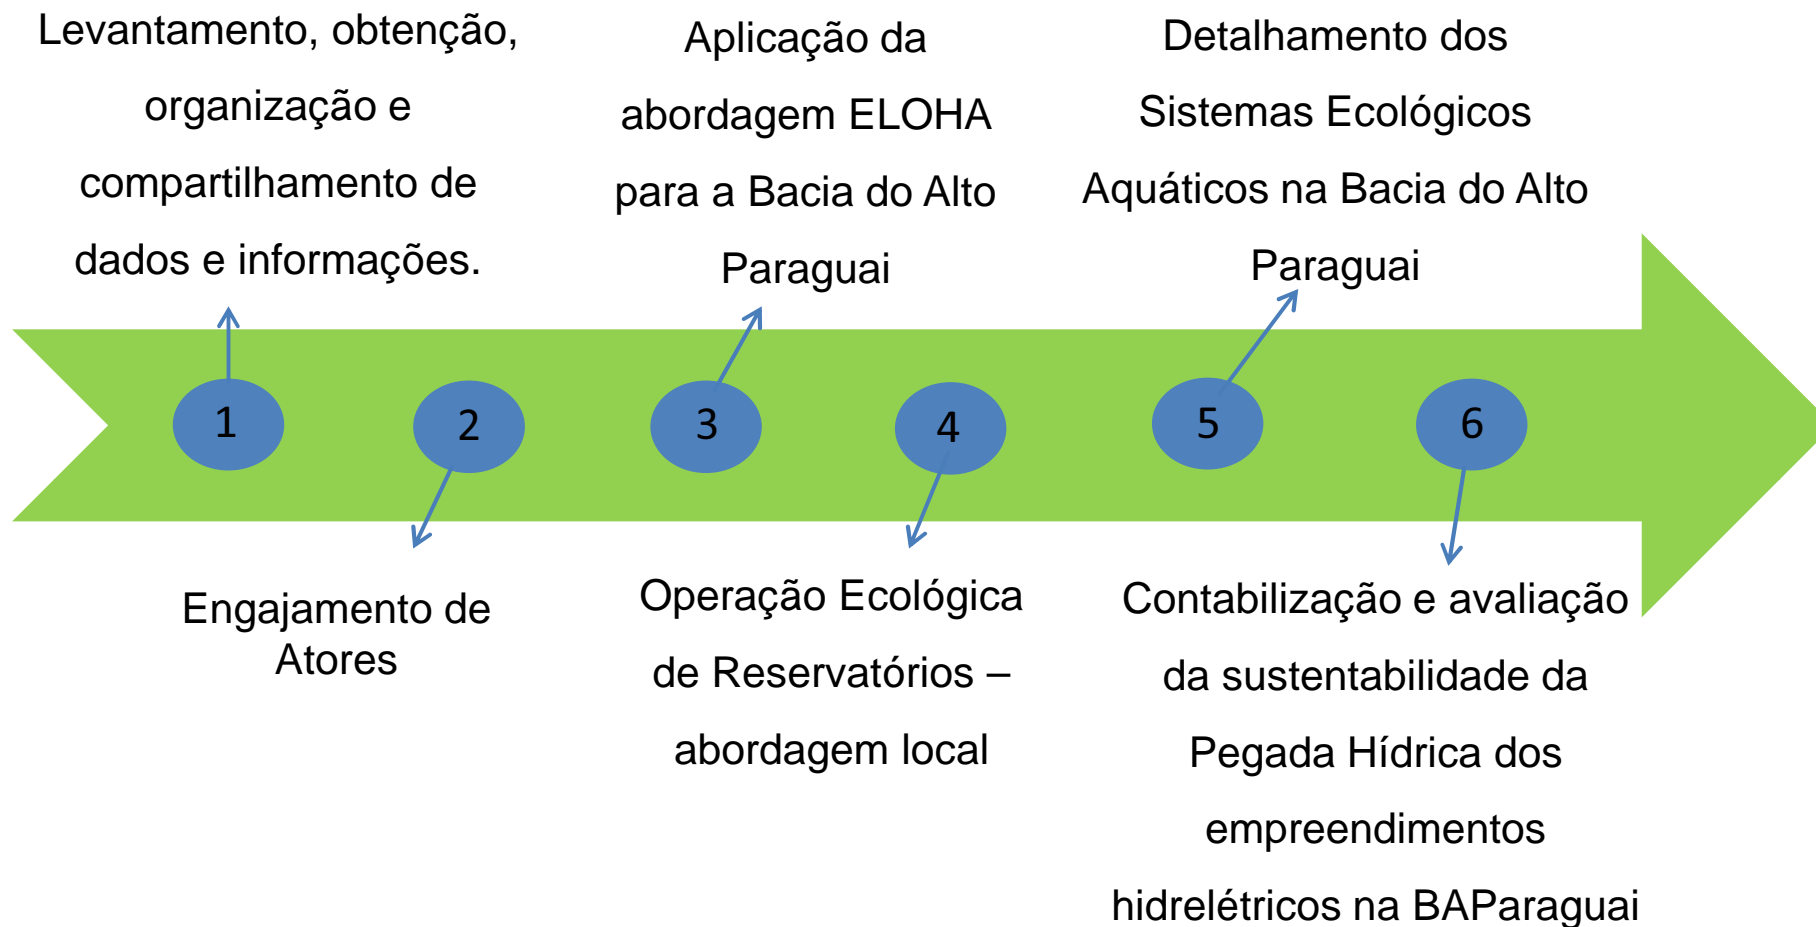 Levantamento, obtenção,
organização e
compartilhamento de
dados e informações.
Aplicação da
abordagem ELOHA
para a Bacia do Alto
Paraguai
Detalhamento dos
Sistemas Ecológicos
Aquáticos na Bacia do Alto
Paraguai
1
2
3
4
5
6
Engajamento de
Atores
Operação Ecológica
de Reservatórios –
abordagem local
Contabilização e avaliação
da sustentabilidade da
Pegada Hídrica dos
empreendimentos
hidrelétricos na BAParaguai